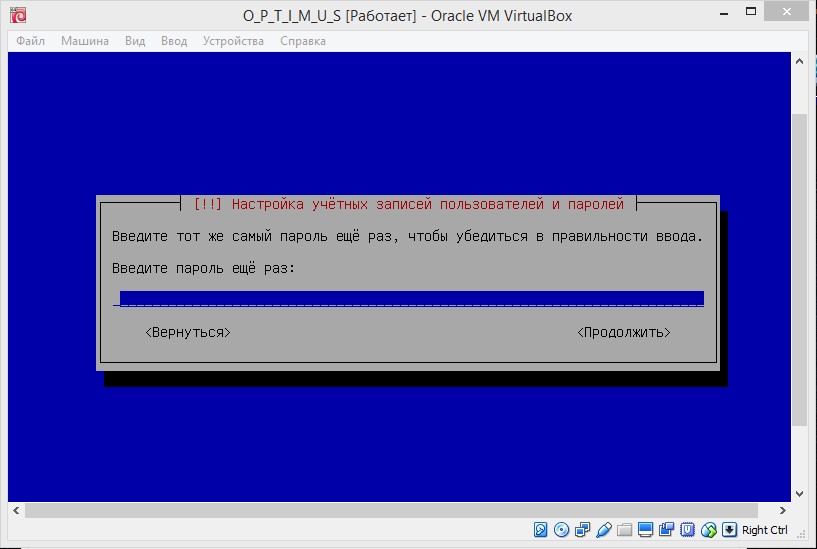 O_P_T_I_M_U_S [Работает] - Oracle VM VirtualBox
Файл Машина Вид Ввод Устройства Справка
[!!] Настройка учётных записей пользователей и паролей
Введите тот же самый пароль ещё раз, чтобы убедиться в правильности ввода.
Введите пароль ещё раз:
<Вернуться> <Продолжить>
Right Ctrl